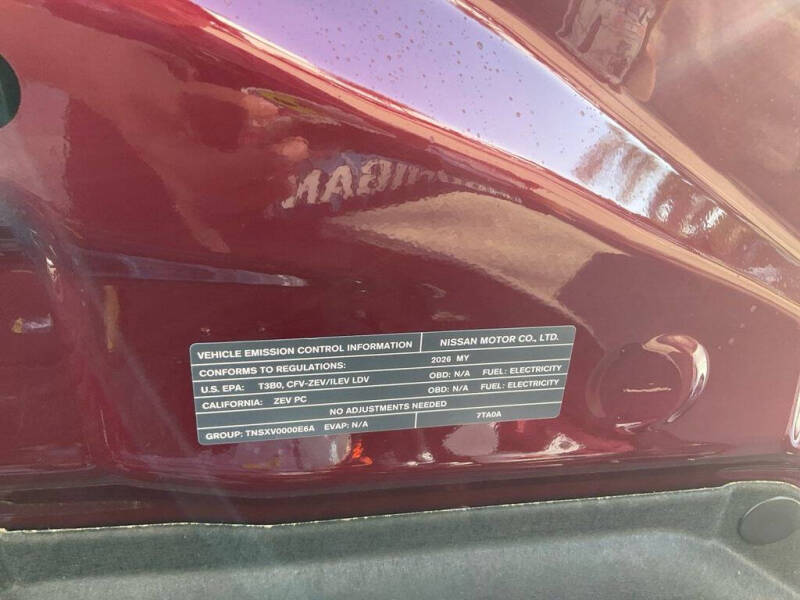 VEHICLE EMISSION CONTROL INFORMATION NISSAN MOTOR CO., LTD.
CONFORMS TO REGULATIONS: 2026 MY
U.S. EPA: T3B0, CFV-ZEV/ILEV LDV OBD: N/A FUEL: ELECTRICITY
CALIFORNIA: ZEV PC OBD: N/A FUEL: ELECTRICITY
NO ADJUSTMENTS NEEDED
GROUP: TNSXV0000E6A EVAP: N/A 7TA0A